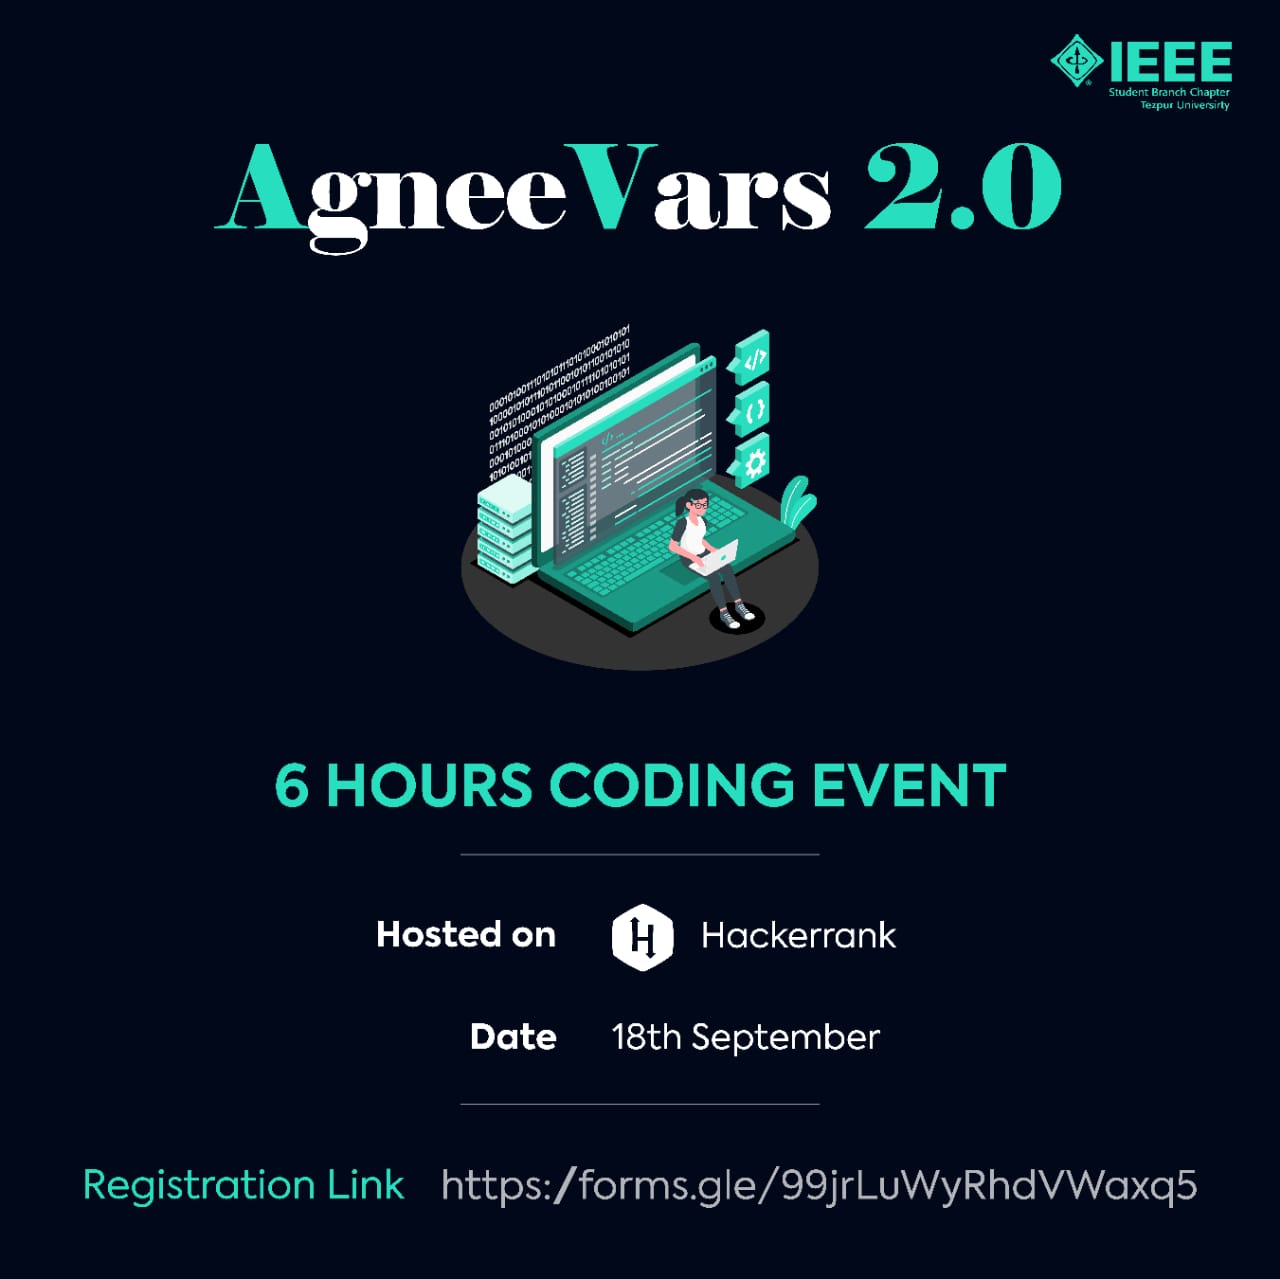 IEEE
Student Branch Chapter
Tezpur Universirty
AgneeVars 2.0
6 HOURS CODING EVENT
Hosted on Hackerrank
Date 18th September
Registration Link https://forms.gle/99jrLuWyRhdVWaxq5